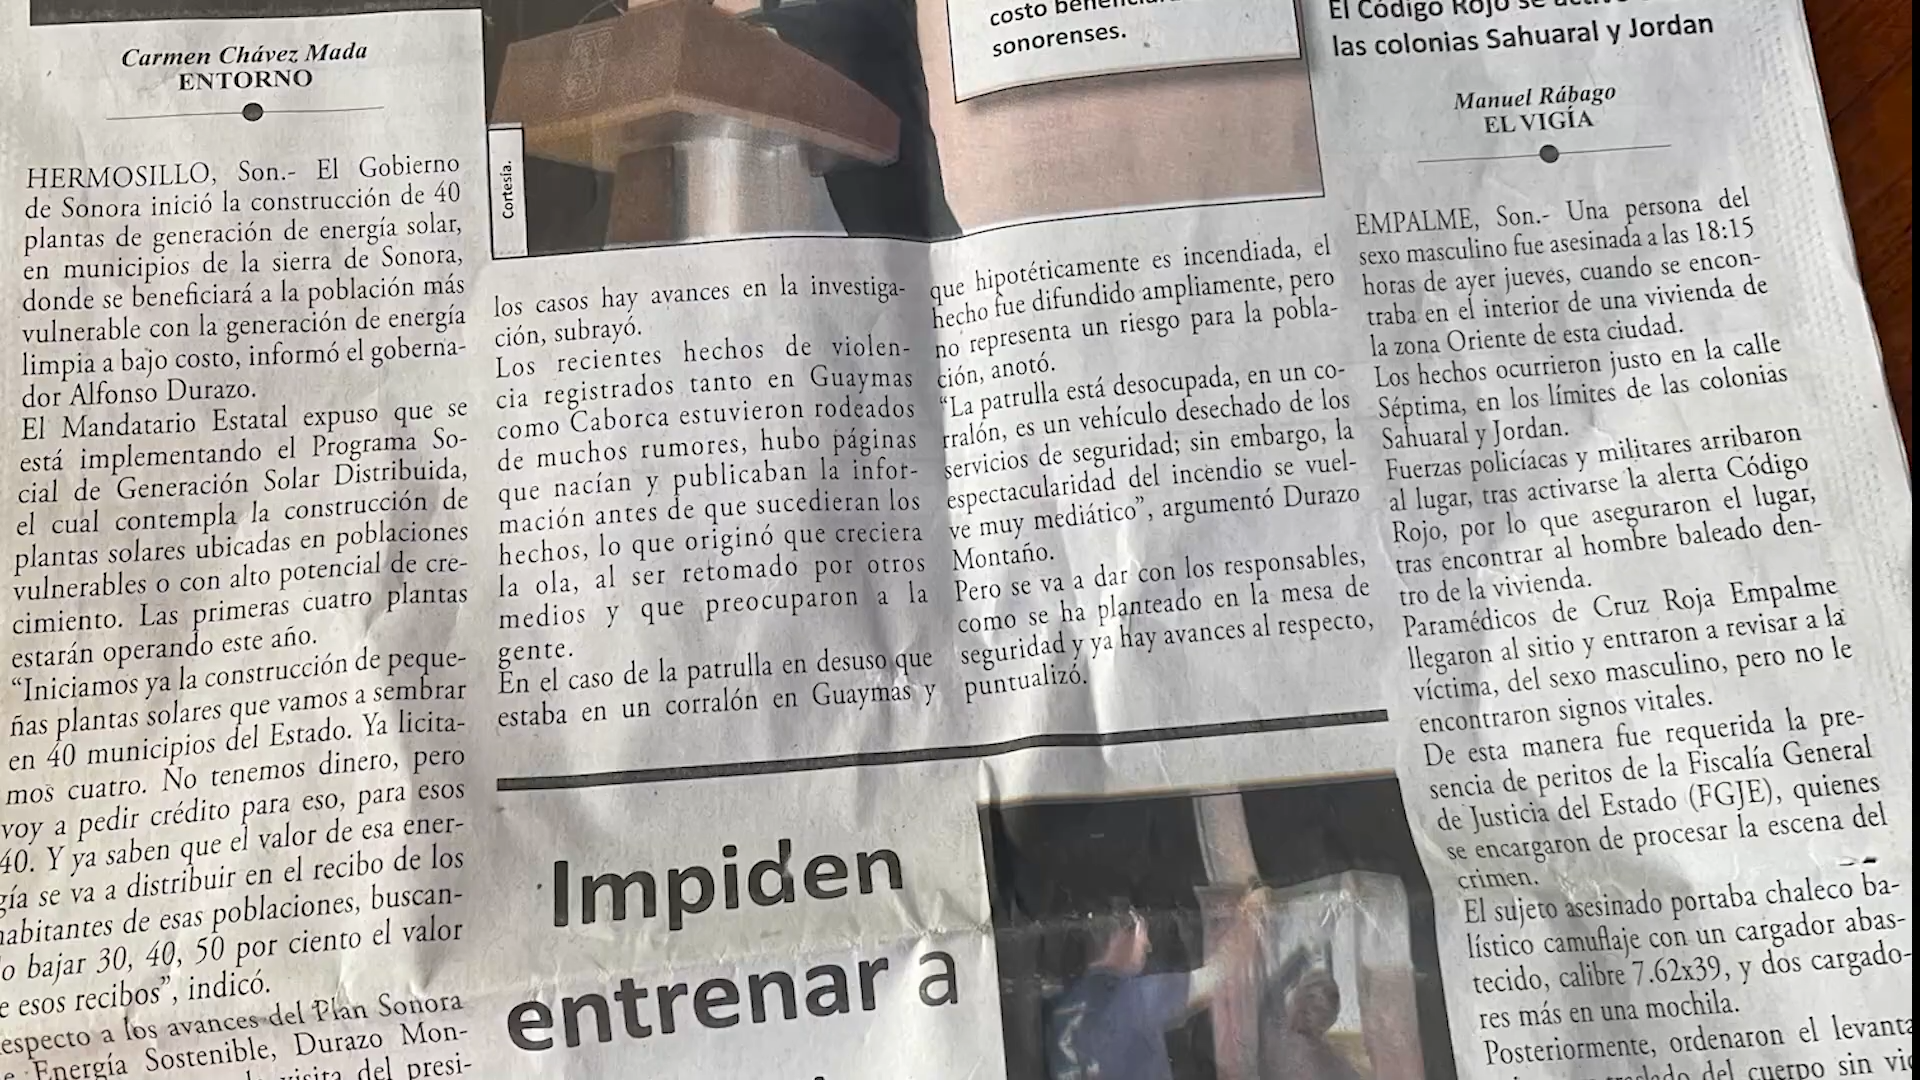 Carmen Chávez Mada
ENTORNO
HERMOSILLO, Son.- El Gobierno
de Sonora inició la construcción de 40
plantas de generación de energía solar,
en municipios de la sierra de Sonora,
donde se beneficiará a la población más
vulnerable con la generación de energía
limpia a bajo costo, informó el goberna-
dor Alfonso Durazo.
El Mandatario Estatal expuso que se
está implementando el Programa So-
cial de Generación Solar Distribuida,
el cual contempla la construcción de
plantas solares ubicadas en poblaciones
vulnerables o con alto potencial de cre-
cimiento. Las primeras cuatro plantas
estarán operando este año.
“Iniciamos ya la construcción de peque-
ñas plantas solares que vamos a sembrar
en 40 municipios del Estado. Ya licita-
mos cuatro. No tenemos dinero, pero
voy a pedir crédito para eso, para esos
40. Y ya saben que el valor de esa ener-
gía se va a distribuir en el recibo de los
habitantes de esas poblaciones, buscan-
o bajar 30, 40, 50 por ciento el valor
e esos recibos”, indicó.
especto a los avances del Plan Sonora
e Energía Sostenible, Durazo Mon-
visita del presi-
Cortesía.
los casos hay avances en la investiga-
ción, subrayó.
Los recientes hechos de violen-
cia registrados tanto en Guaymas
como Caborca estuvieron rodeados
de muchos rumores, hubo páginas
que nacían y publicaban la infor-
mación antes de que sucedieran los
hechos, lo que originó que creciera
la ola, al ser retomado por otros
medios y que preocuparon a la
gente.
En el caso de la patrulla en desuso que
estaba en un corralón en Guaymas y
costo
sonorenses.
que hipotéticamente es incendiada, el
hecho fue difundido ampliamente, pero
no representa un riesgo para la pobla-
ción, anotó.
“La patrulla está desocupada, en un co-
rralón, es un vehículo desechado de los
servicios de seguridad; sin embargo, la
espectacularidad del incendio se vuel-
ve muy mediático”, argumentó Durazo
Montaño.
Pero se va a dar con los responsables,
como se ha planteado en la mesa de
seguridad y ya hay avances al respecto,
puntualizó.
Impiden
entrenar a
El Código Rojo se
las colonias Sahuaral y Jordan
Manuel Rábago
EL VIGÍA
EMPALME, Son.- Una persona del
sexo masculino fue asesinada a las 18:15
horas de ayer jueves, cuando se encon-
traba en el interior de una vivienda de
la zona Oriente de esta ciudad.
Los hechos ocurrieron justo en la calle
Séptima, en los límites de las colonias
Sahuaral y Jordan.
Fuerzas policíacas y militares arribaron
al lugar, tras activarse la alerta Código
Rojo, por lo que aseguraron el lugar,
tras encontrar al hombre baleado den-
tro de la vivienda.
Paramédicos de Cruz Roja Empalme
llegaron al sitio y entraron a revisar a la
víctima, del sexo masculino, pero no le
encontraron signos vitales.
De esta manera fue requerida la pre-
sencia de peritos de la Fiscalía General
de Justicia del Estado (FGJE), quienes
se encargaron de procesar la escena del
crimen.
El sujeto asesinado portaba chaleco ba-
lístico camuflaje con un cargador abas-
tecido, calibre 7.62x39, y dos cargado-
res más en una mochila.
Posteriormente, ordenaron el levanta
del cuerpo sin